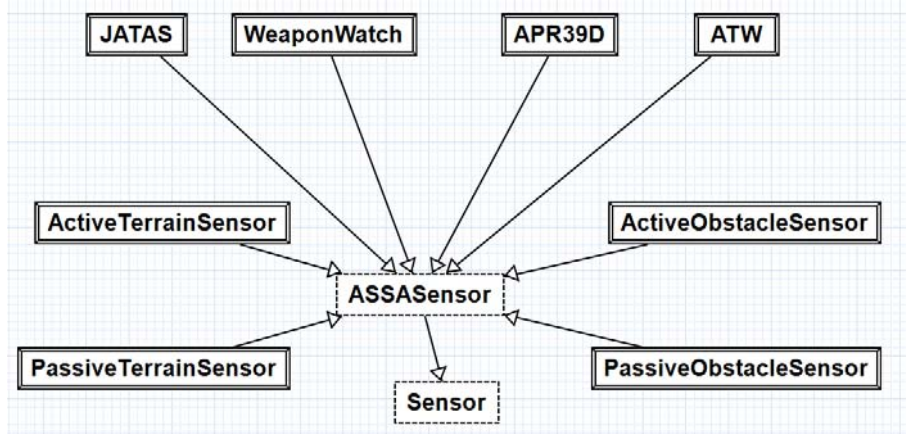 JATAS
WeaponWatch
APR39D
ATW
ActiveTerrainSensor
ActiveObstacleSensor
ASSASensor
PassiveTerrainSensor
PassiveObstacleSensor
Sensor